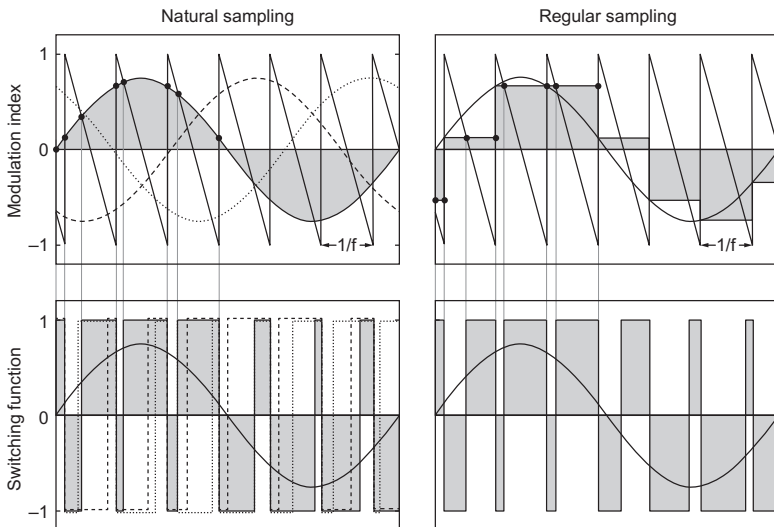 Natural sampling
Regular sampling
Modulation index
1
0
−1
1/f
1/f
Switching function
1
0
−1